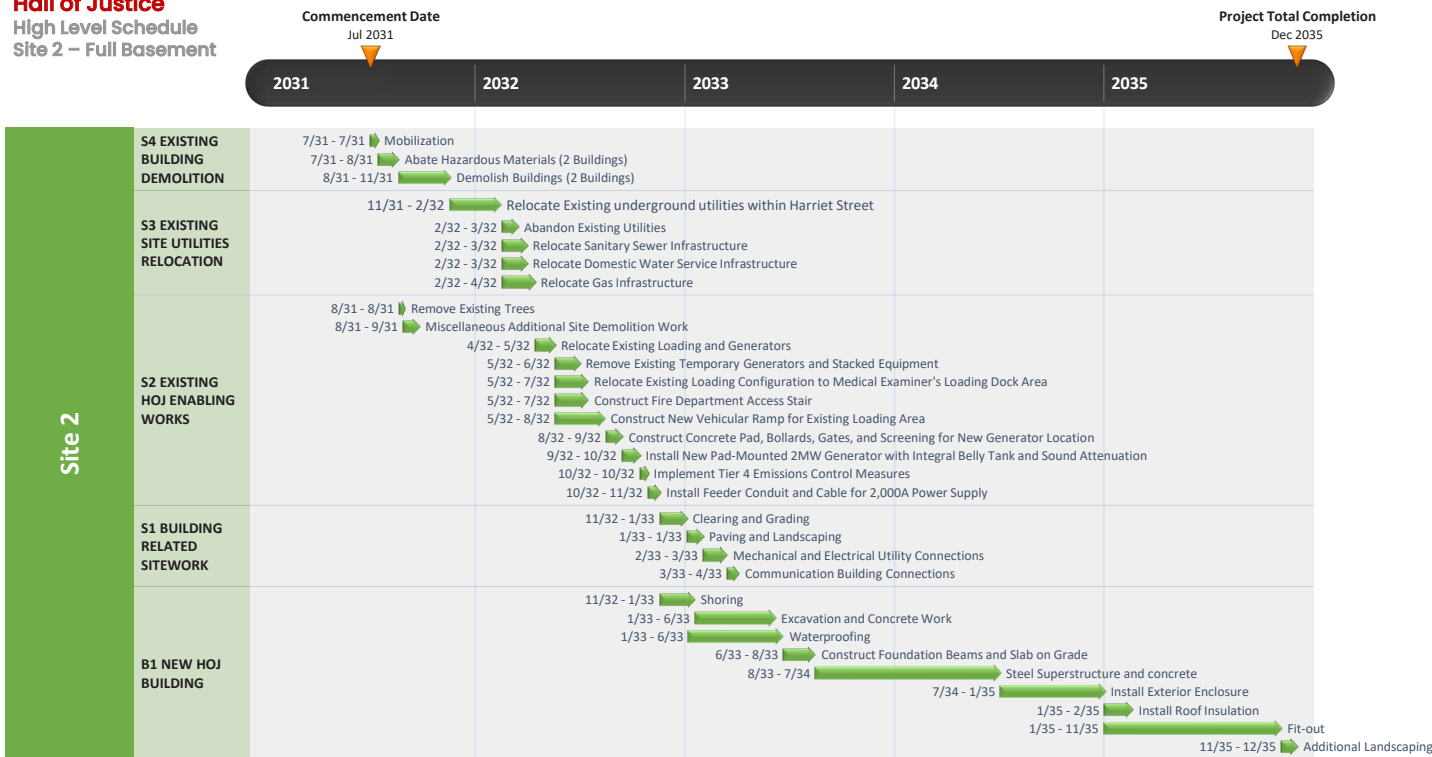 Hall of Justice
High Level Schedule
Site 2 – Full Basement
Commencement Date
Jul 2031
Project Total Completion
Dec 2035
2031 2032 2033 2034 2035
Site 2
S4 EXISTING
BUILDING
DEMOLITION
7/31 - 7/31 Mobilization
7/31 - 8/31 Abate Hazardous Materials (2 Buildings)
8/31 - 11/31 Demolish Buildings (2 Buildings)
S3 EXISTING
SITE UTILITIES
RELOCATION
11/31 - 2/32 Relocate Existing underground utilities within Harriet Street
2/32 - 3/32 Abandon Existing Utilities
2/32 - 3/32 Relocate Sanitary Sewer Infrastructure
2/32 - 3/32 Relocate Domestic Water Service Infrastructure
2/32 - 4/32 Relocate Gas Infrastructure
S2 EXISTING
HOJ ENABLING
WORKS
8/31 - 8/31 Remove Existing Trees
8/31 - 9/31 Miscellaneous Additional Site Demolition Work
4/32 - 5/32 Relocate Existing Loading and Generators
5/32 - 6/32 Remove Existing Temporary Generators and Stacked Equipment
5/32 - 7/32 Relocate Existing Loading Configuration to Medical Examiner's Loading Dock Area
5/32 - 7/32 Construct Fire Department Access Stair
5/32 - 8/32 Construct New Vehicular Ramp for Existing Loading Area
8/32 - 9/32 Construct Concrete Pad, Bollards, Gates, and Screening for New Generator Location
9/32 - 10/32 Install New Pad-Mounted 2MW Generator with Integral Belly Tank and Sound Attenuation
10/32 - 10/32 Implement Tier 4 Emissions Control Measures
10/32 - 11/32 Install Feeder Conduit and Cable for 2,000A Power Supply
S1 BUILDING
RELATED
SITEWORK
11/32 - 1/33 Clearing and Grading
1/33 - 1/33 Paving and Landscaping
2/33 - 3/33 Mechanical and Electrical Utility Connections
3/33 - 4/33 Communication Building Connections
B1 NEW HOJ
BUILDING
11/32 - 1/33 Shoring
1/33 - 6/33 Excavation and Concrete Work
1/33 - 6/33 Waterproofing
6/33 - 8/33 Construct Foundation Beams and Slab on Grade
8/33 - 7/34 Steel Superstructure and concrete
7/34 - 1/35 Install Exterior Enclosure
1/35 - 2/35 Install Roof Insulation
1/35 - 11/35 Fit-out
11/35 - 12/35 Additional Landscaping